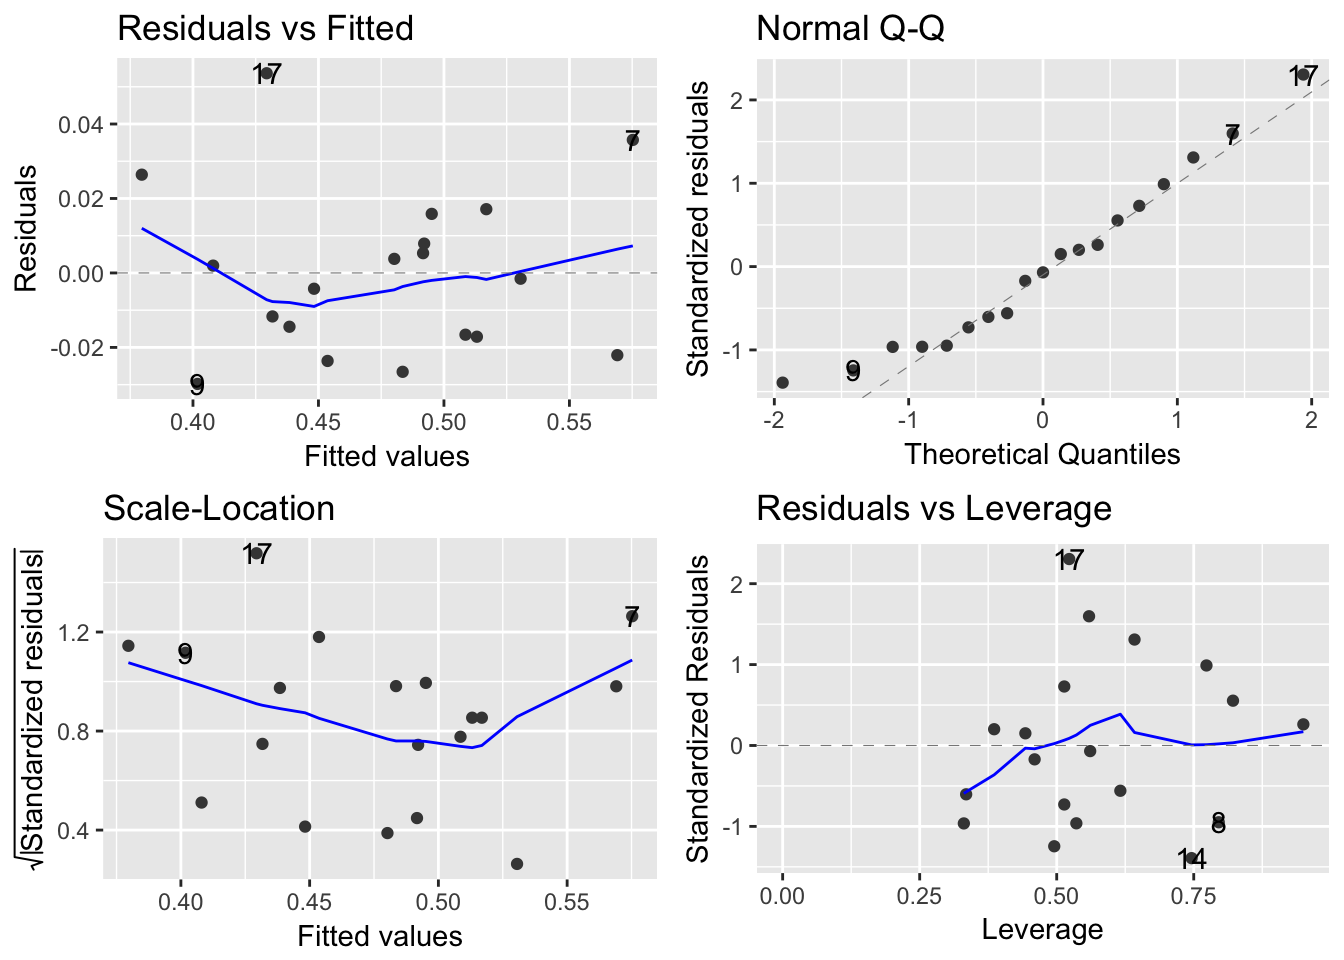 Residuals vs Fitted
Residuals
0.04
0.02
0.00
-0.02
17
7
9
0.40 0.45 0.50 0.55
Fitted values
Normal Q-Q
Standardized residuals
2
1
0
-1
17
7
9
-2 -1 0 1 2
Theoretical Quantiles
Scale-Location
√|Standardized residuals|
1.2
0.8
0.4
17
7
9
0.40 0.45 0.50 0.55
Fitted values
Residuals vs Leverage
Standardized Residuals
2
1
0
-1
17
14
0.00 0.25 0.50 0.75
Leverage